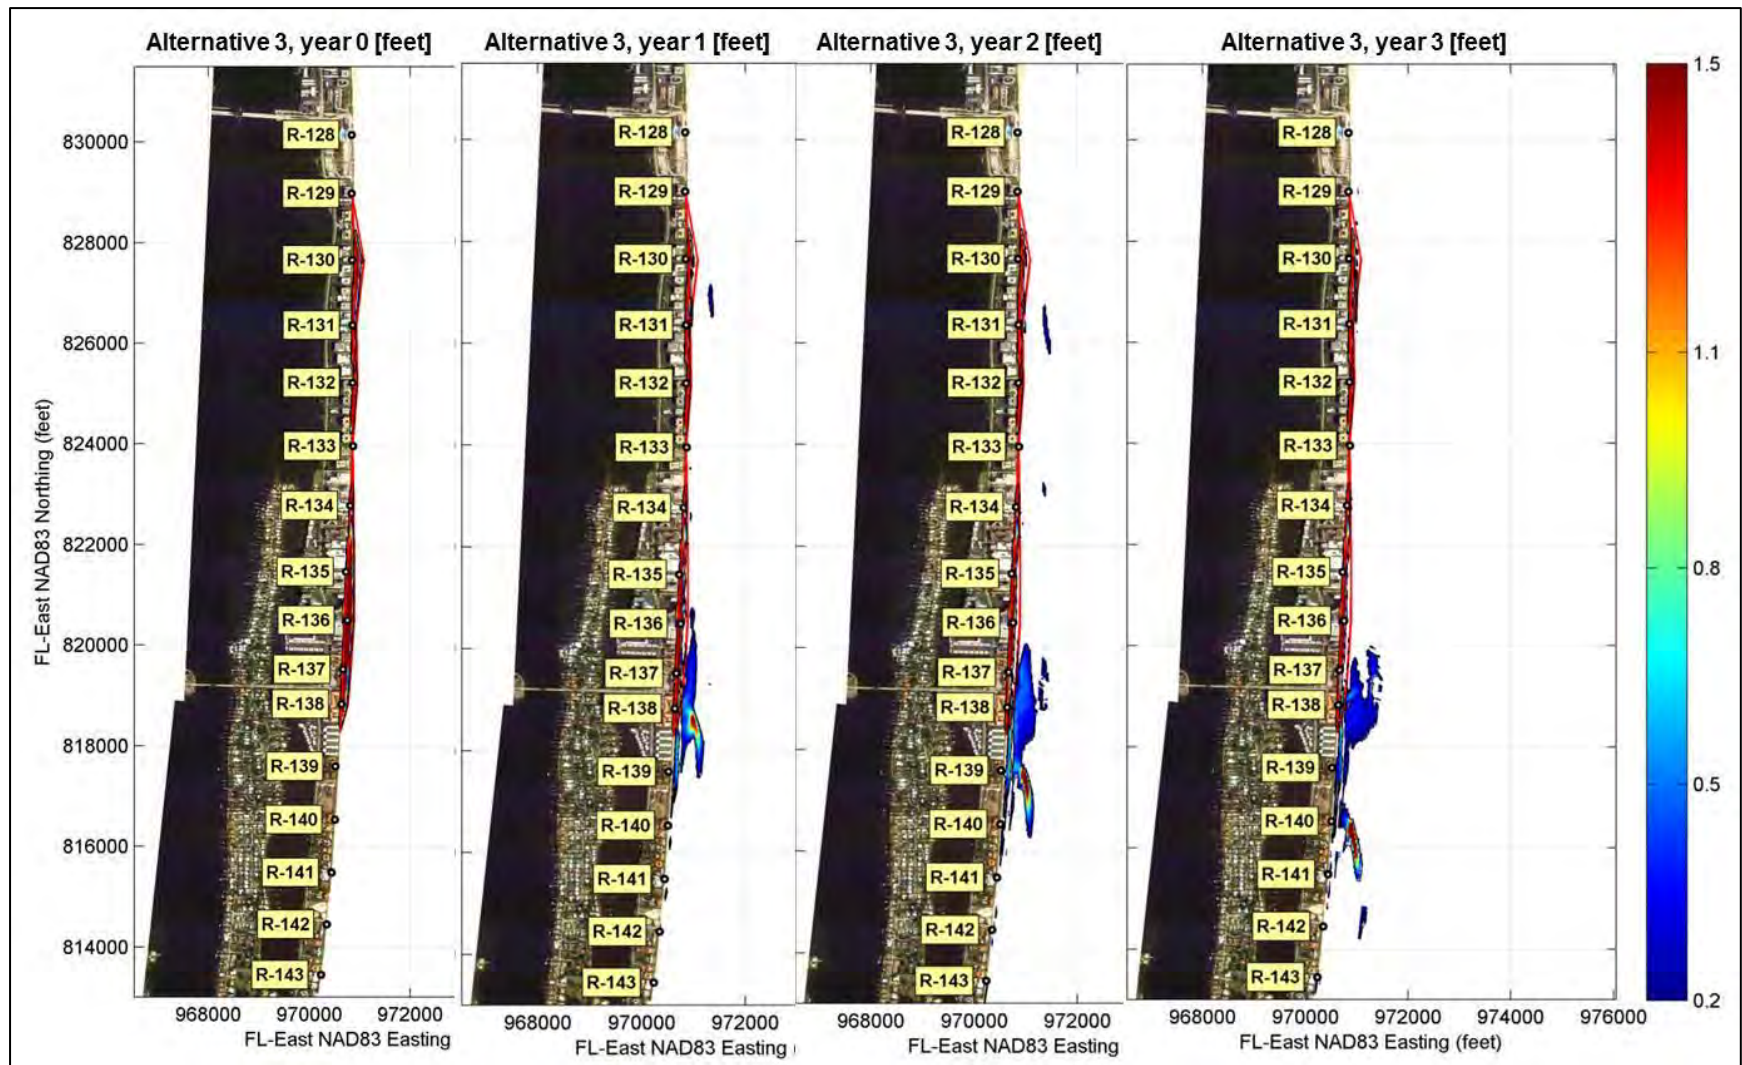 Alternative 3, year 0 [feet]
Alternative 3, year 1 [feet]
Alternative 3, year 2 [feet]
Alternative 3, year 3 [feet]
FL-East NAD83 Northing (feet)
830000
828000
826000
824000
822000
820000
818000
816000
814000
R-128
R-129
R-130
R-131
R-132
R-133
R-134
R-135
R-136
R-137
R-138
R-139
R-140
R-141
R-142
R-143
968000 970000 972000
FL-East NAD83 Easting
R-128
R-129
R-130
R-131
R-132
R-133
R-134
R-135
R-136
R-137
R-138
R-139
R-140
R-141
R-142
R-143
968000 970000 972000
FL-East NAD83 Easting (
R-128
R-129
R-130
R-131
R-132
R-133
R-134
R-135
R-136
R-137
R-138
R-139
R-140
R-141
R-142
R-143
968000 970000 972000
FL-East NAD83 Easting
R-128
R-129
R-130
R-131
R-132
R-133
R-134
R-135
R-136
R-137
R-138
R-139
R-140
R-141
R-142
R-143
968000 970000 972000 974000 976000
FL-East NAD83 Easting (feet)
1.5
1.1
0.8
0.5
0.2